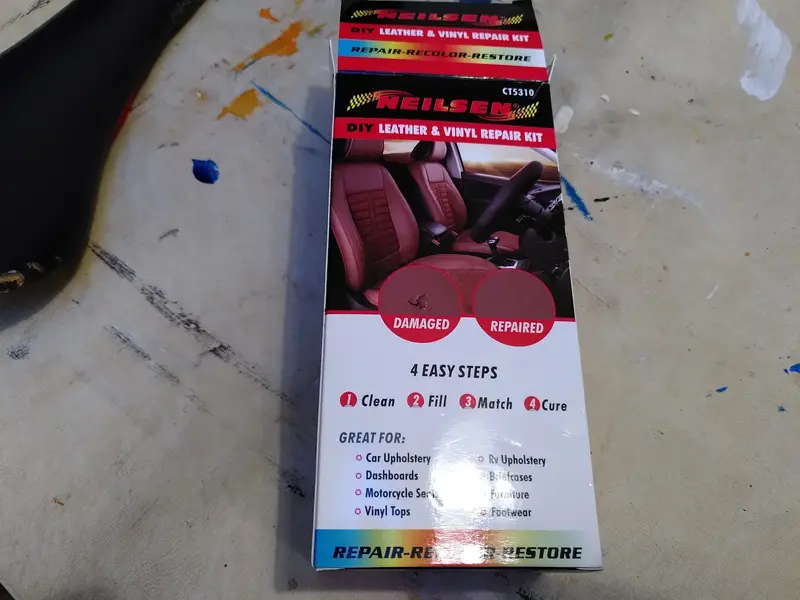 NEILSEN
DIY LEATHER & VINYL REPAIR KIT
REPAIR-RECOLOR-RESTORE
CT5310
NEILSEN
DIY LEATHER & VINYL REPAIR KIT
DAMAGED
REPAIRED
4 EASY STEPS
1 Clean 2 Fill 3 Match 4 Cure
GREAT FOR:
Car Upholstery
Dashboards
Motorcycle Seats
Vinyl Tops
Rv Upholstery
Briefcases
Furniture
Footwear
REPAIR-RECOLOR-RESTORE